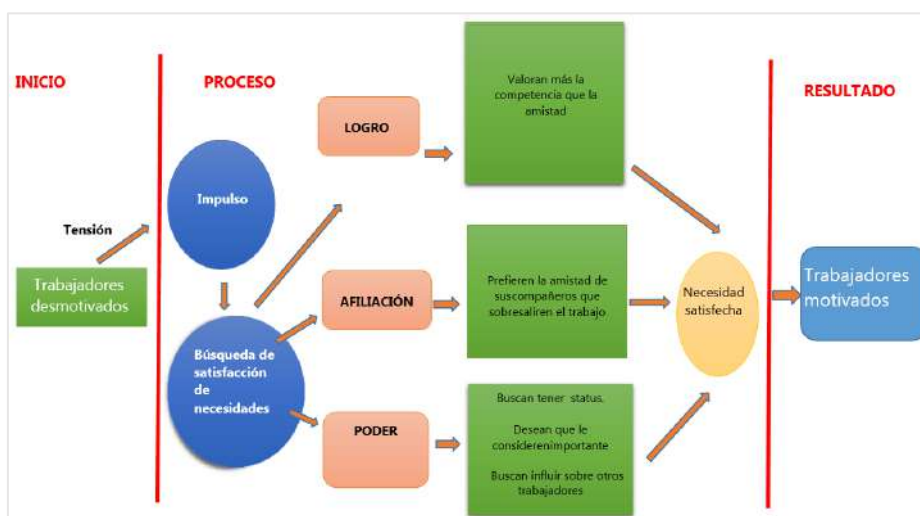 INICIO
PROCESO
RESULTADO
Tensión
Trabajadores
desmotivados
Impulso
Búsqueda de
satisfacción
de
necesidades
LOGRO
Valoran más la
competencia que la
amistad
AFILIACIÓN
Prefieren la amistad de
suscompañeros que
sobresaliren el trabajo
PODER
Buscan tener status,
Desean que le
considerenimportante
Buscan influir sobre otros
trabajadores
Necesidad
satisfecha
Trabajadores
motivados